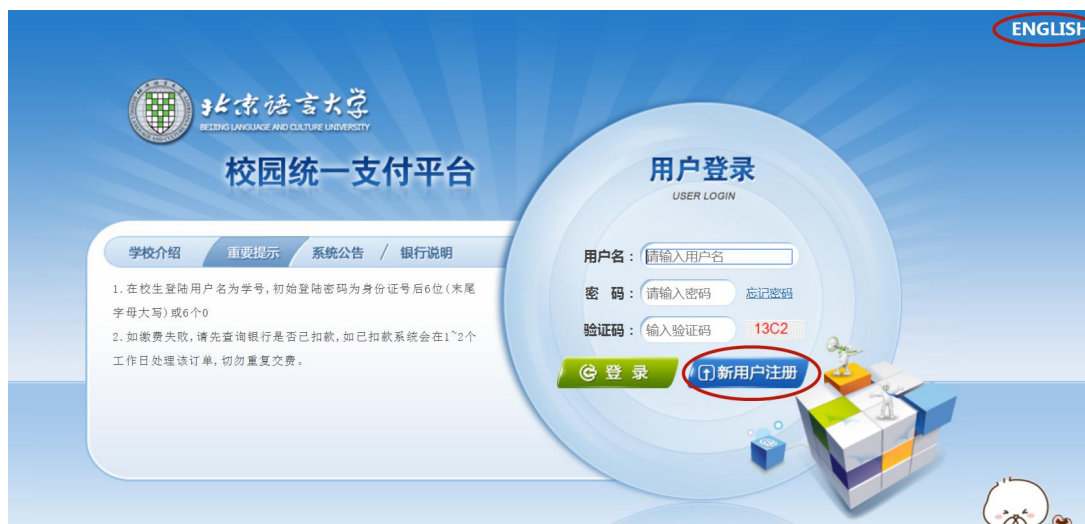 ENGLISH
北京语言大学
BEIJING LANGUAGE AND CULTURE UNIVERSITY
校园统一支付平台
学校介绍 重要提示 系统公告 / 银行说明
1.在校生登陆用户名为学号,初始登陆密码为身份证号后6位(末尾
字母大写)或6个0
2.如缴费失败,请先查询银行是否已扣款,如已扣款系统会在1~2个
工作日处理该订单,切勿重复交费。
用户登录
USER LOGIN
用户名： 请输入用户名
密 码： 请输入密码 忘记密码
验证码： 输入验证码 13C2
登 录 新用户注册